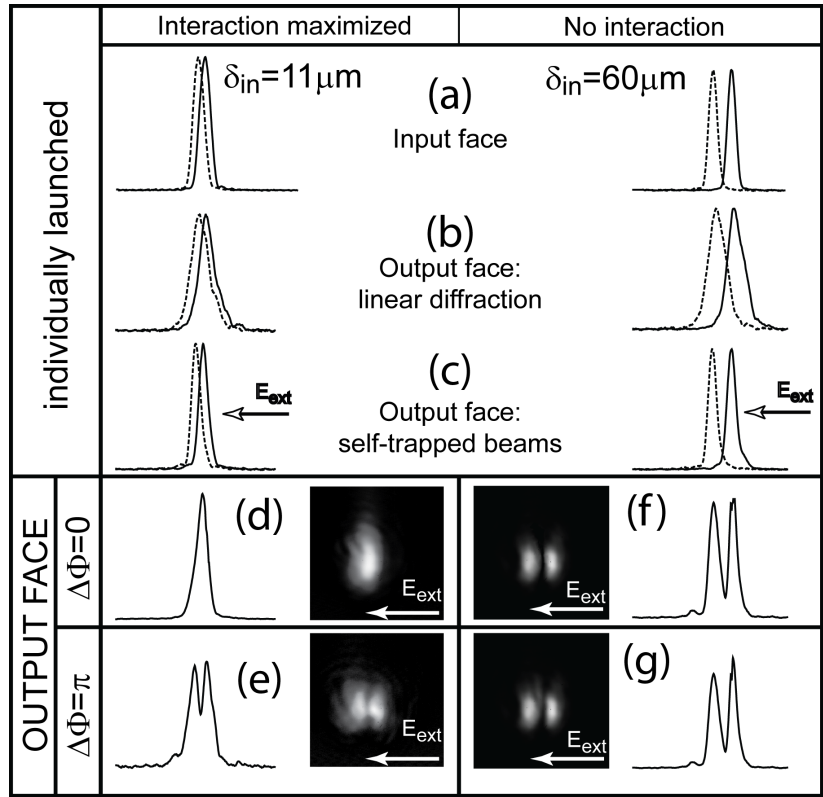 Interaction maximized
No interaction
individually launched
δin=11μm
(a)
δin=60μm
Input face
(b)
Output face:
linear diffraction
(c)
Eext
Eext
Output face:
self-trapped beams
OUTPUT FACE
ΔΦ=0
(d)
Eext
Eext
(f)
ΔΦ=π
(e)
Eext
Eext
(g)